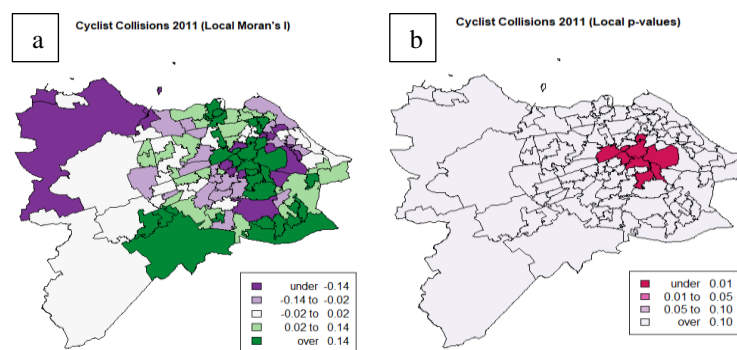 a
Cyclist Collisions 2011 (Local Moran's I)
under -0.14
-0.14 to -0.02
-0.02 to 0.02
0.02 to 0.14
over 0.14
b
Cyclist Collisions 2011 (Local p-values)
under 0.01
0.01 to 0.05
0.05 to 0.10
over 0.10